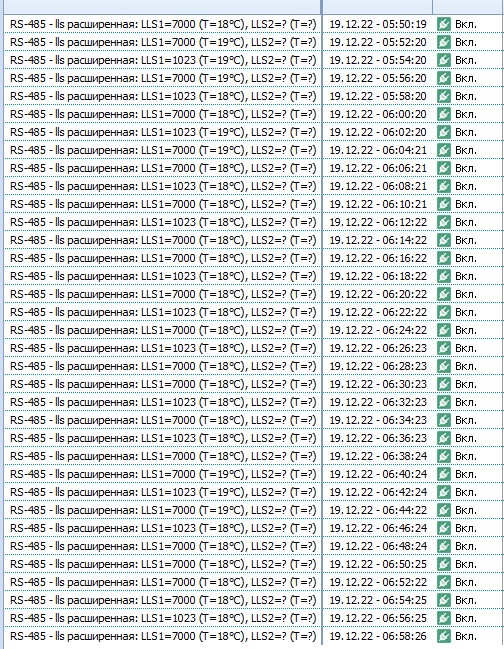 RS-485 - lls расширенная: LLS1=7000 (T=18°C), LLS2=? (T=?) 19.12.22 - 05:50:19 Вкл.
RS-485 - lls расширенная: LLS1=7000 (T=19°C), LLS2=? (T=?) 19.12.22 - 05:52:20 Вкл.
RS-485 - lls расширенная: LLS1=1023 (T=19°C), LLS2=? (T=?) 19.12.22 - 05:54:20 Вкл.
RS-485 - lls расширенная: LLS1=7000 (T=19°C), LLS2=? (T=?) 19.12.22 - 05:56:20 Вкл.
RS-485 - lls расширенная: LLS1=1023 (T=18°C), LLS2=? (T=?) 19.12.22 - 05:58:20 Вкл.
RS-485 - lls расширенная: LLS1=7000 (T=18°C), LLS2=? (T=?) 19.12.22 - 06:00:20 Вкл.
RS-485 - lls расширенная: LLS1=1023 (T=19°C), LLS2=? (T=?) 19.12.22 - 06:02:20 Вкл.
RS-485 - lls расширенная: LLS1=7000 (T=19°C), LLS2=? (T=?) 19.12.22 - 06:04:21 Вкл.
RS-485 - lls расширенная: LLS1=7000 (T=18°C), LLS2=? (T=?) 19.12.22 - 06:06:21 Вкл.
RS-485 - lls расширенная: LLS1=1023 (T=18°C), LLS2=? (T=?) 19.12.22 - 06:08:21 Вкл.
RS-485 - lls расширенная: LLS1=7000 (T=18°C), LLS2=? (T=?) 19.12.22 - 06:10:21 Вкл.
RS-485 - lls расширенная: LLS1=1023 (T=18°C), LLS2=? (T=?) 19.12.22 - 06:12:22 Вкл.
RS-485 - lls расширенная: LLS1=7000 (T=18°C), LLS2=? (T=?) 19.12.22 - 06:14:22 Вкл.
RS-485 - lls расширенная: LLS1=7000 (T=18°C), LLS2=? (T=?) 19.12.22 - 06:16:22 Вкл.
RS-485 - lls расширенная: LLS1=1023 (T=18°C), LLS2=? (T=?) 19.12.22 - 06:18:22 Вкл.
RS-485 - lls расширенная: LLS1=7000 (T=18°C), LLS2=? (T=?) 19.12.22 - 06:20:22 Вкл.
RS-485 - lls расширенная: LLS1=1023 (T=18°C), LLS2=? (T=?) 19.12.22 - 06:22:22 Вкл.
RS-485 - lls расширенная: LLS1=7000 (T=18°C), LLS2=? (T=?) 19.12.22 - 06:24:22 Вкл.
RS-485 - lls расширенная: LLS1=1023 (T=18°C), LLS2=? (T=?) 19.12.22 - 06:26:23 Вкл.
RS-485 - lls расширенная: LLS1=7000 (T=18°C), LLS2=? (T=?) 19.12.22 - 06:28:23 Вкл.
RS-485 - lls расширенная: LLS1=7000 (T=18°C), LLS2=? (T=?) 19.12.22 - 06:30:23 Вкл.
RS-485 - lls расширенная: LLS1=1023 (T=18°C), LLS2=? (T=?) 19.12.22 - 06:32:23 Вкл.
RS-485 - lls расширенная: LLS1=7000 (T=18°C), LLS2=? (T=?) 19.12.22 - 06:34:23 Вкл.
RS-485 - lls расширенная: LLS1=1023 (T=18°C), LLS2=? (T=?) 19.12.22 - 06:36:23 Вкл.
RS-485 - lls расширенная: LLS1=7000 (T=18°C), LLS2=? (T=?) 19.12.22 - 06:38:24 Вкл.
RS-485 - lls расширенная: LLS1=7000 (T=19°C), LLS2=? (T=?) 19.12.22 - 06:40:24 Вкл.
RS-485 - lls расширенная: LLS1=1023 (T=19°C), LLS2=? (T=?) 19.12.22 - 06:42:24 Вкл.
RS-485 - lls расширенная: LLS1=7000 (T=19°C), LLS2=? (T=?) 19.12.22 - 06:44:22 Вкл.
RS-485 - lls расширенная: LLS1=1023 (T=18°C), LLS2=? (T=?) 19.12.22 - 06:46:24 Вкл.
RS-485 - lls расширенная: LLS1=7000 (T=18°C), LLS2=? (T=?) 19.12.22 - 06:48:24 Вкл.
RS-485 - lls расширенная: LLS1=7000 (T=19°C), LLS2=? (T=?) 19.12.22 - 06:50:25 Вкл.
RS-485 - lls расширенная: LLS1=7000 (T=18°C), LLS2=? (T=?) 19.12.22 - 06:52:22 Вкл.
RS-485 - lls расширенная: LLS1=7000 (T=18°C), LLS2=? (T=?) 19.12.22 - 06:54:25 Вкл.
RS-485 - lls расширенная: LLS1=1023 (T=18°C), LLS2=? (T=?) 19.12.22 - 06:56:25 Вкл.
RS-485 - lls расширенная: LLS1=7000 (T=18°C), LLS2=? (T=?) 19.12.22 - 06:58:26 Вкл.